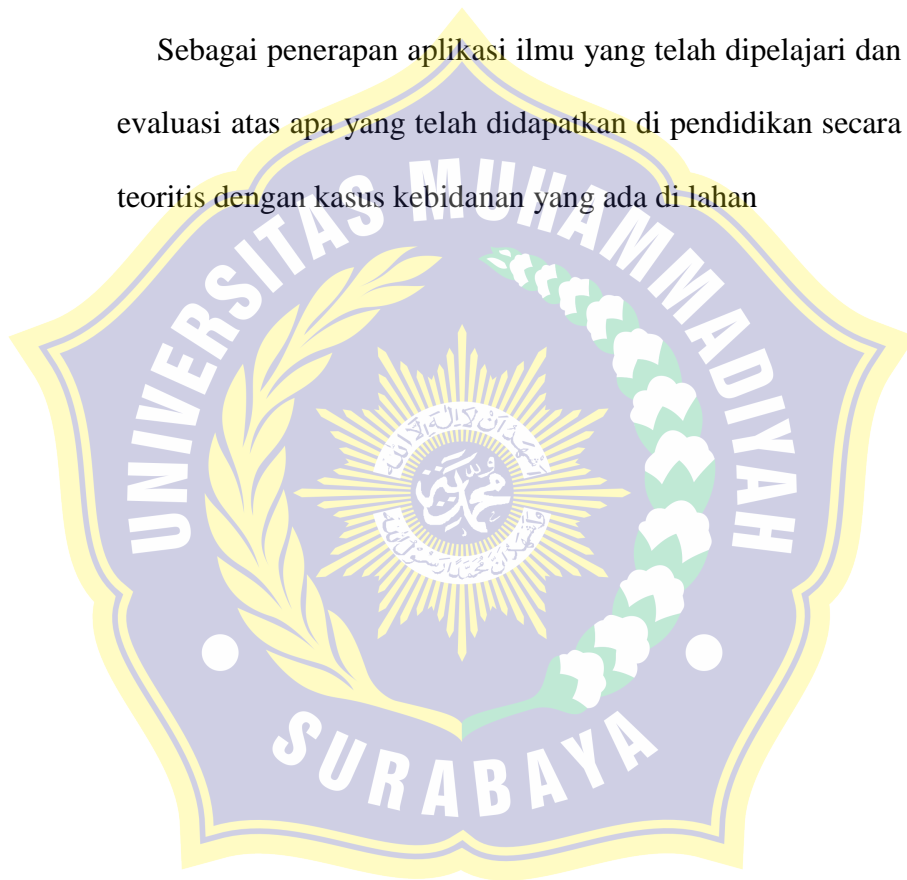 Sebagai penerapan aplikasi ilmu yang telah dipelajari dan
evaluasi atas apa yang telah didapatkan di pendidikan secara
teoritis dengan kasus kebidanan yang ada di lahan
UNIVERSITAS MUHAMMADIYAH
SURABAYA
محمد